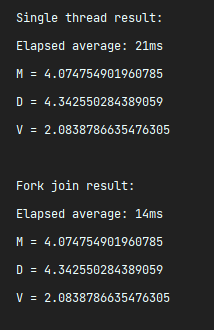 Single thread result:
Elapsed average: 21ms
M = 4.074754901960785
D = 4.342550284389059
V = 2.0838786635476305
Fork join result:
Elapsed average: 14ms
M = 4.074754901960785
D = 4.342550284389059
V = 2.0838786635476305